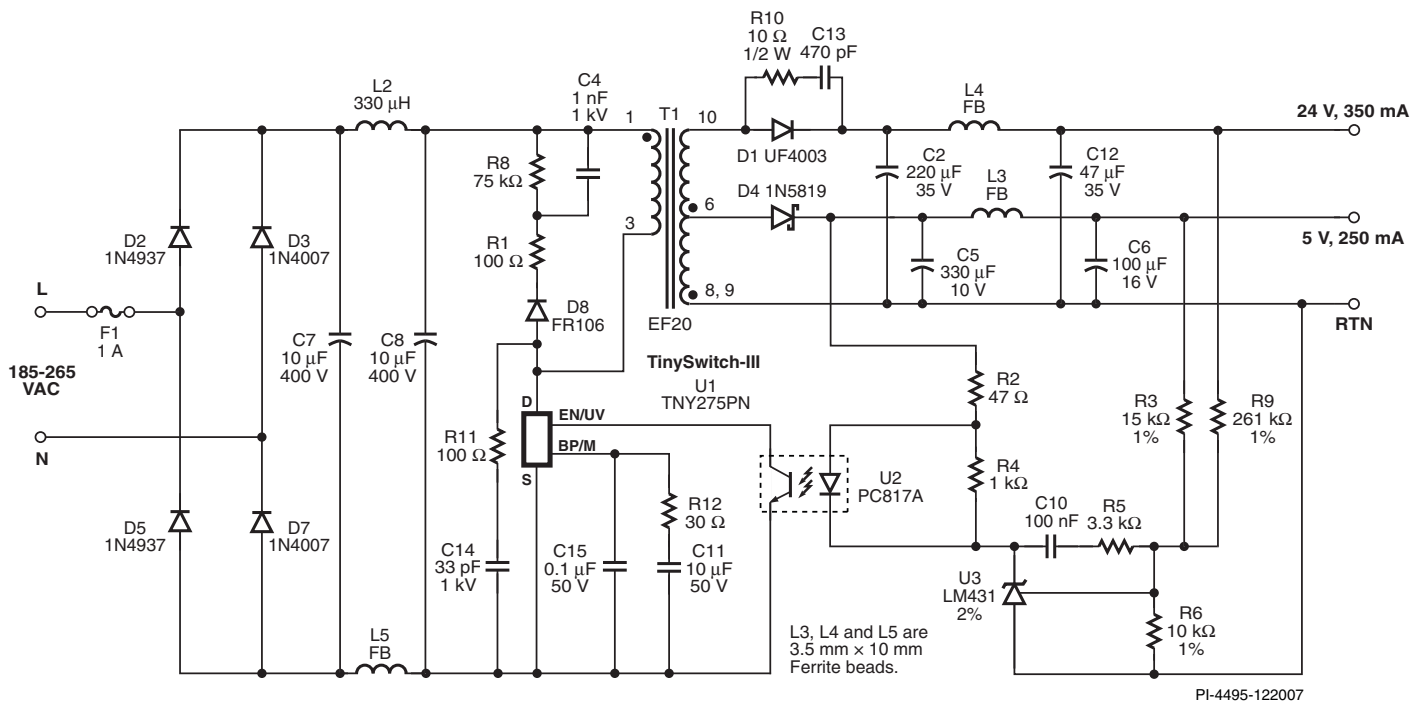 R10
10 Ω
1/2 W
C13
470 pF
L2
330 μH
C4
1 nF
1 kV
1
T1
10
L4
FB
24 V, 350 mA
D1 UF4003
R8
75 kΩ
C2
220 μF
35 V
C12
47 μF
35 V
L3
FB
D4 1N5819
6
3
5 V, 250 mA
D2
1N4937
D3
1N4007
R1
100 Ω
C5
330 μF
10 V
C6
100 μF
16 V
L
F1
1 A
D8
FR106
8, 9
EF20
RTN
C7
10 μF
400 V
C8
10 μF
400 V
TinySwitch-III
U1
TNY275PN
185-265
VAC
R2
47 Ω
R3
15 kΩ
1%
R9
261 kΩ
1%
D
EN/UV
BP/M
S
N
R11
100 Ω
U2
PC817A
R4
1 kΩ
R12
30 Ω
C10
100 nF
R5
3.3 kΩ
D5
1N4937
D7
1N4007
C14
33 pF
1 kV
C15
0.1 μF
50 V
C11
10 μF
50 V
U3
LM431
2%
R6
10 kΩ
1%
L5
FB
L3, L4 and L5 are
3.5 mm × 10 mm
Ferrite beads.
PI-4495-122007